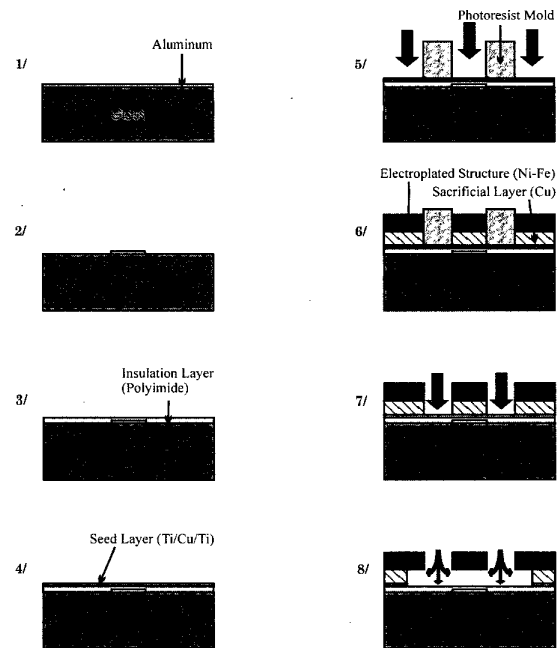 1/
Aluminum
2/
3/
Insulation Layer
(Polyimide)
4/
Seed Layer (Ti/Cu/Ti)
5/
Photoresist Mold
6/
Electroplated Structure (Ni-Fe)
Sacrificial Layer (Cu)
7/
8/